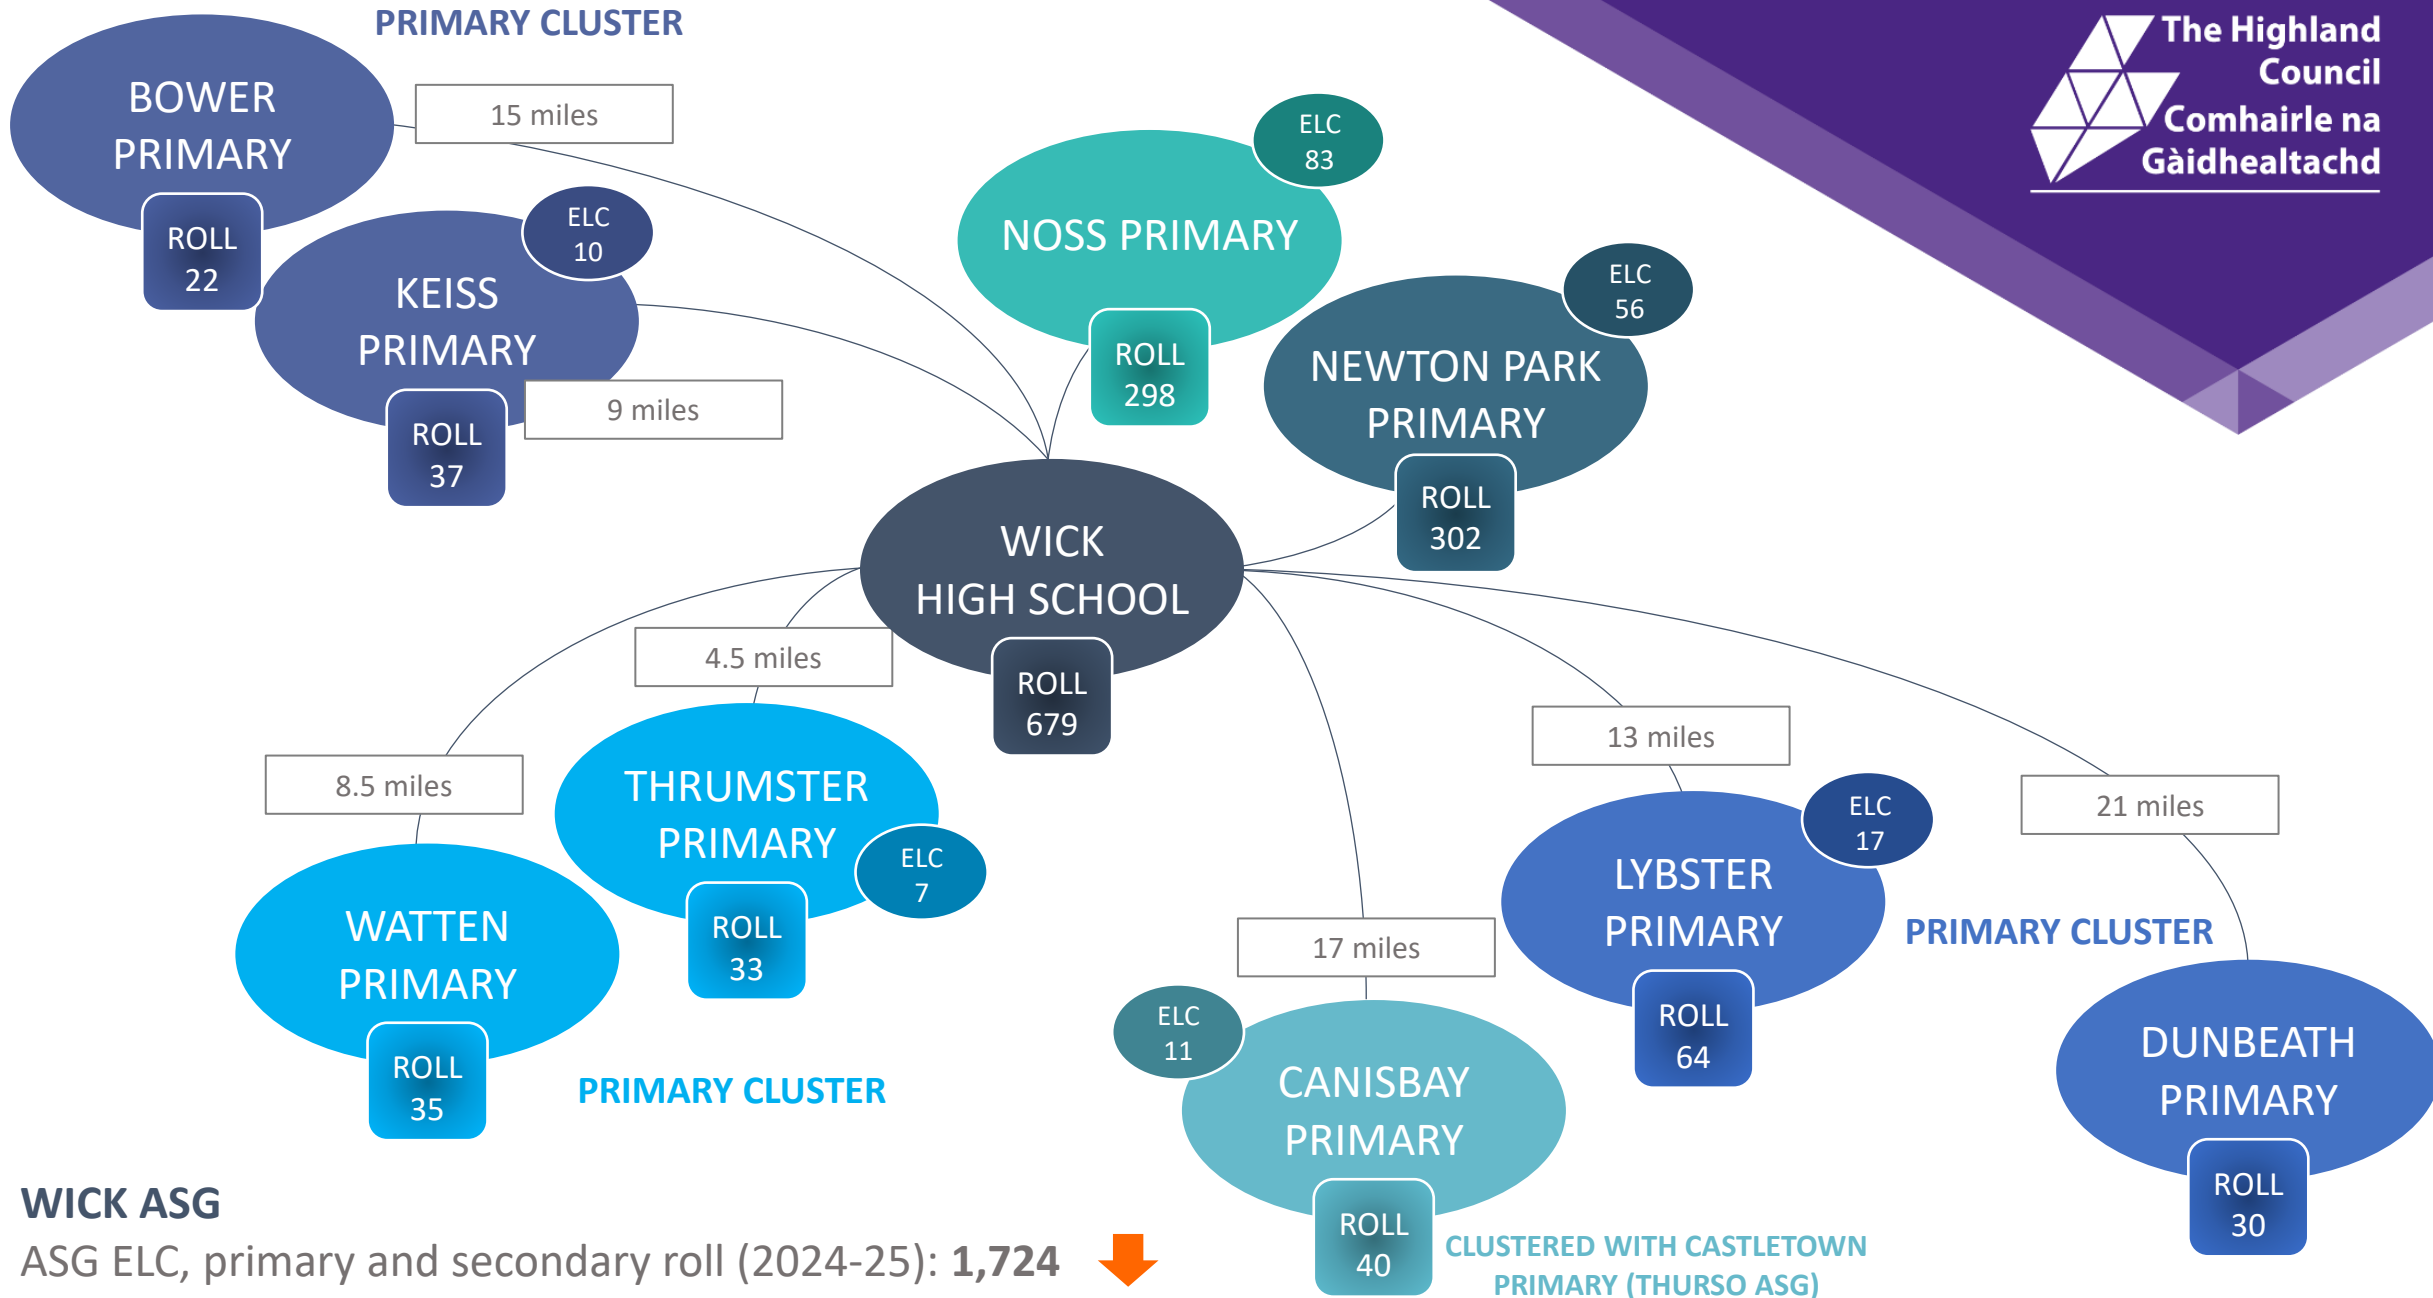 PRIMARY CLUSTER
The Highland
Council
Comhairle na
Gàidhealtachd
BOWER
PRIMARY
ROLL
22
15 miles
KEISS
PRIMARY
ELC
10
ROLL
37
9 miles
NOSS PRIMARY
ELC
83
ROLL
298
NEWTON PARK
PRIMARY
ELC
56
ROLL
302
WICK
HIGH SCHOOL
ROLL
679
8.5 miles
WATTEN
PRIMARY
ROLL
35
4.5 miles
THRUMSTER
PRIMARY
ELC
7
ROLL
33
PRIMARY CLUSTER
17 miles
CANISBAY
PRIMARY
ELC
11
ROLL
40
CLUSTERED WITH CASTLETOWN
PRIMARY (THURSO ASG)
13 miles
LYBSTER
PRIMARY
ELC
17
ROLL
64
PRIMARY CLUSTER
21 miles
DUNBEATH
PRIMARY
ROLL
30
WICK ASG
ASG ELC, primary and secondary roll (2024-25): 1,724